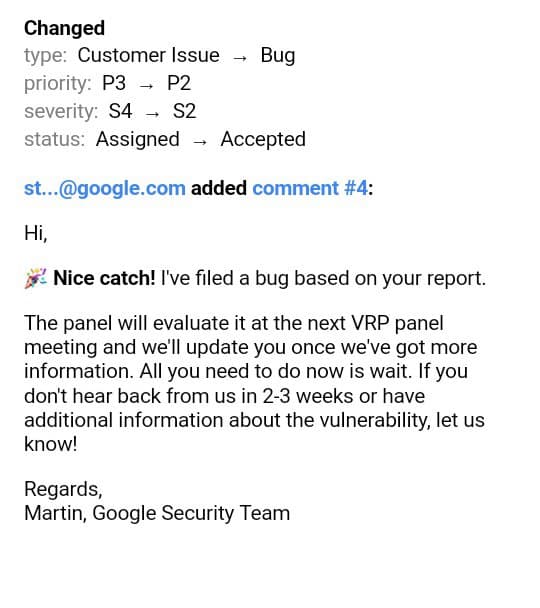 Changed
type: Customer Issue → Bug
priority: P3 → P2
severity: S4 → S2
status: Assigned → Accepted
st...@google.com added comment #4:
Hi,
🎉 Nice catch! I've filed a bug based on your report.
The panel will evaluate it at the next VRP panel
meeting and we'll update you once we've got more
information. All you need to do now is wait. If you
don't hear back from us in 2-3 weeks or have
additional information about the vulnerability, let us
know!
Regards,
Martin, Google Security Team